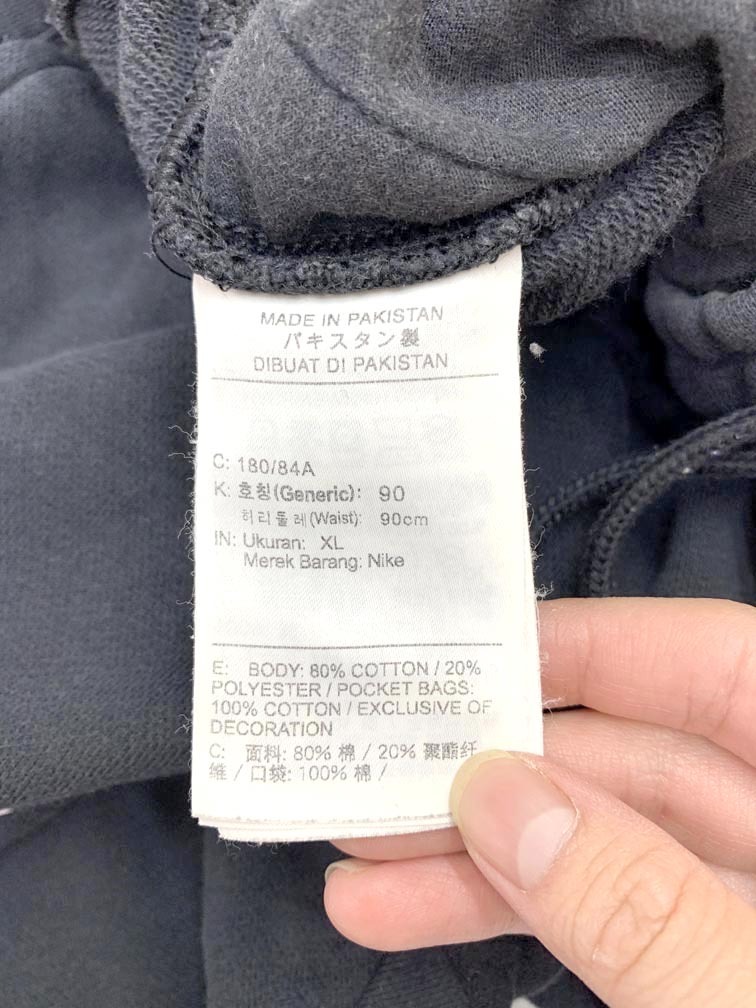 MADE IN PAKISTAN
パキスタン製
DIBUAT DI PAKISTAN
C: 180/84A
K: 호칭(Generic): 90
허리둘레(Waist): 90cm
IN: Ukuran: XL
Merek Barang: Nike
E: BODY: 80% COTTON / 20%
POLYESTER / POCKET BAGS:
100% COTTON / EXCLUSIVE OF
DECORATION
C: 面料: 80% 棉 / 20% 聚酯纤
维 / 口袋: 100% 棉 /